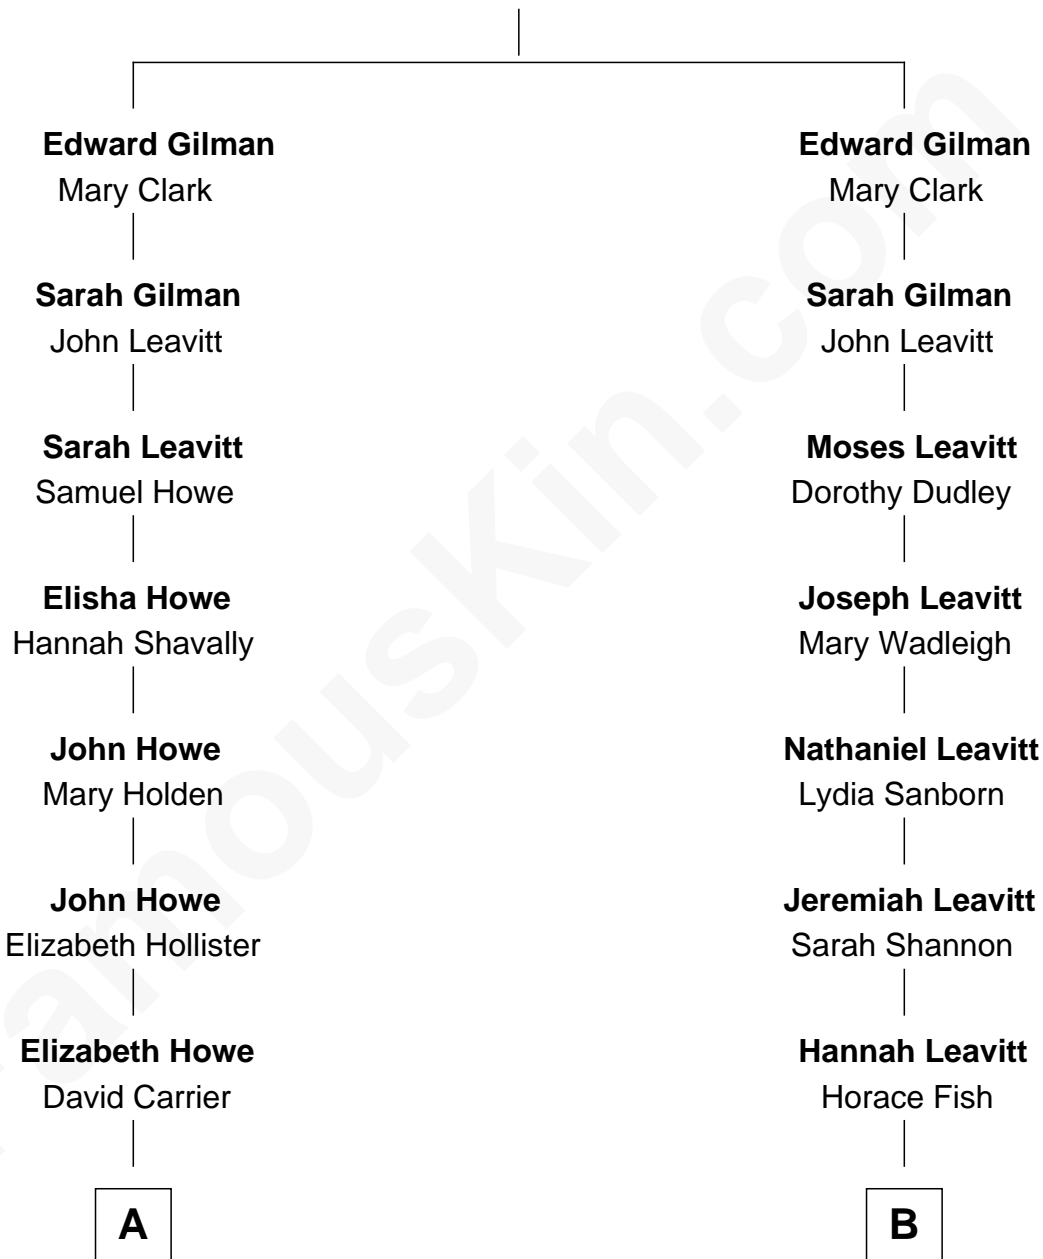 Edward Gilman
Mary Clark
Edward Gilman
Mary Clark
Sarah Gilman
John Leavitt
Sarah Gilman
John Leavitt
Sarah Leavitt
Samuel Howe
Moses Leavitt
Dorothy Dudley
Elisha Howe
Hannah Shavally
Joseph Leavitt
Mary Wadleigh
John Howe
Mary Holden
Nathaniel Leavitt
Lydia Sanborn
John Howe
Elizabeth Hollister
Jeremiah Leavitt
Sarah Shannon
Elizabeth Howe
David Carrier
Hannah Leavitt
Horace Fish
A
B
FamousKin.com